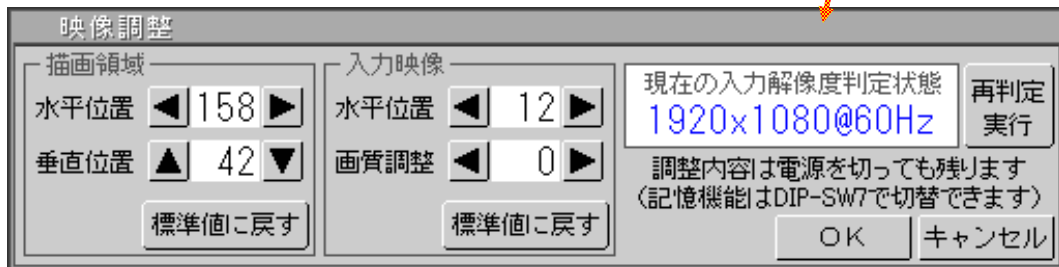 映像調整
描画領域
水平位置 158
垂直位置 42
標準値に戻す
入力映像
水平位置 12
画質調整 0
標準値に戻す
現在の入力解像度判定状態
1920x1080@60Hz
再判定
実行
調整内容は電源を切っても残ります
（記憶機能はDIP-SW7で切替できます）
OK
キャンセル